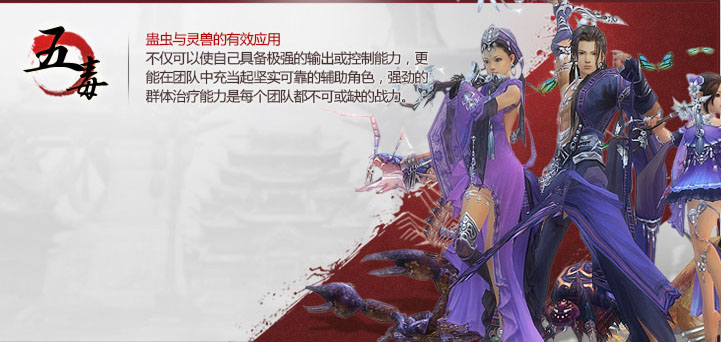 五毒
蛊虫与灵兽的有效应用
不仅可以使自己具备极强的输出或控制能力，更
能在团队中充当起坚实可靠的辅助角色，强劲的
群体治疗能力是每个团队都不可或缺的战力。